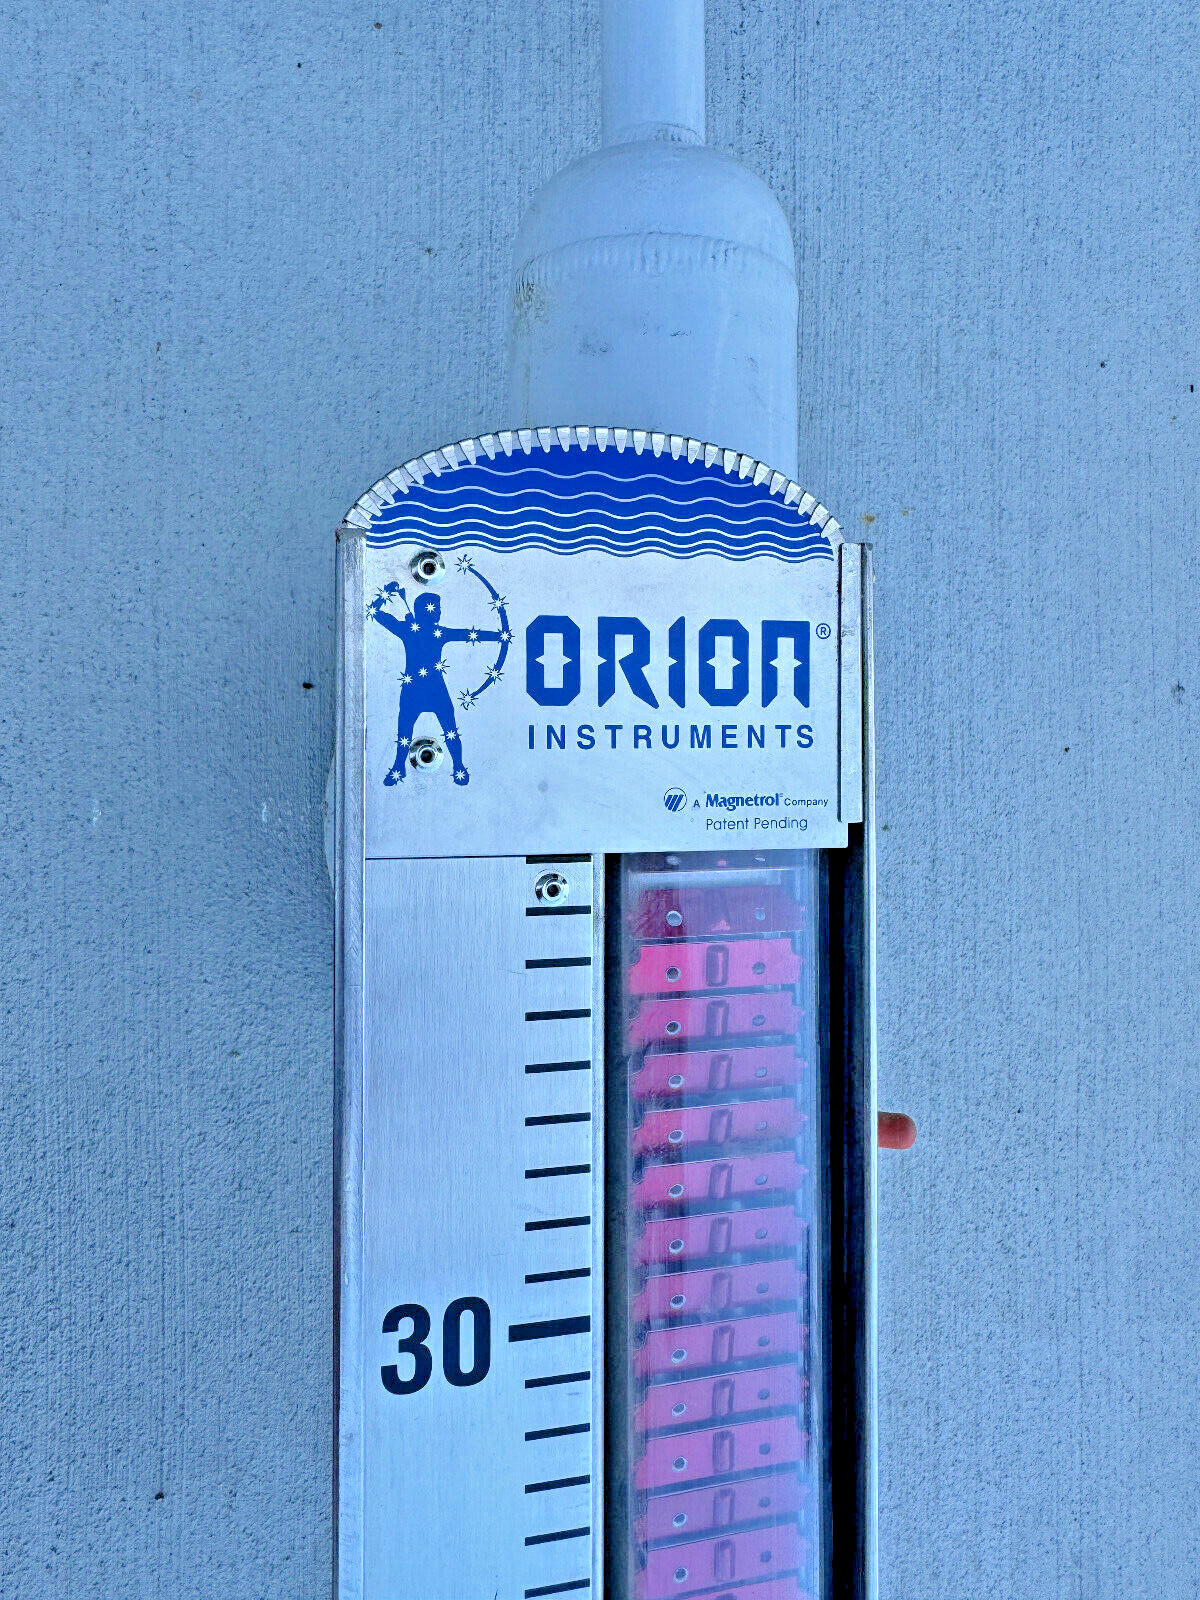 ORION®
INSTRUMENTS
A Magnetrol® Company
Patent Pending
30